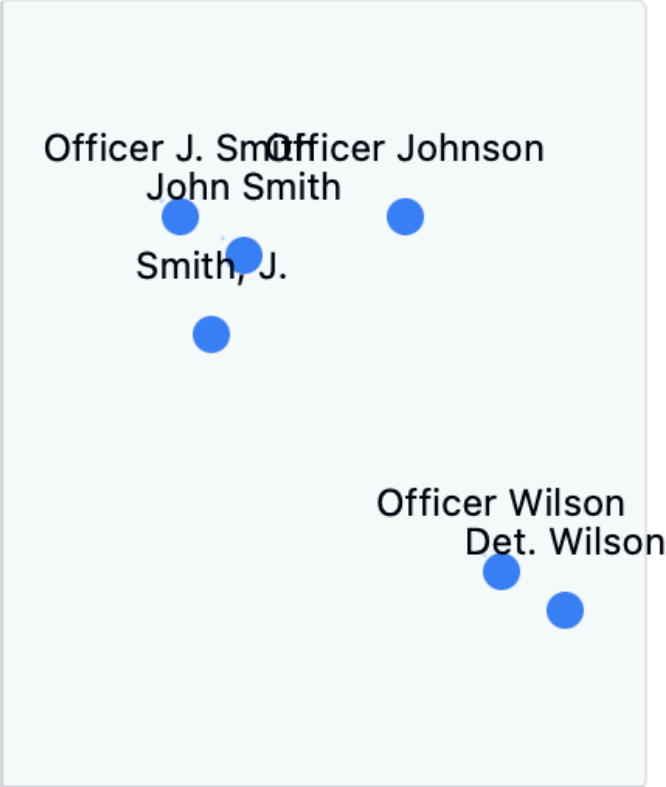 Officer J. Smith
Officer Johnson
John Smith
Smith, J.
Officer Wilson
Det. Wilson